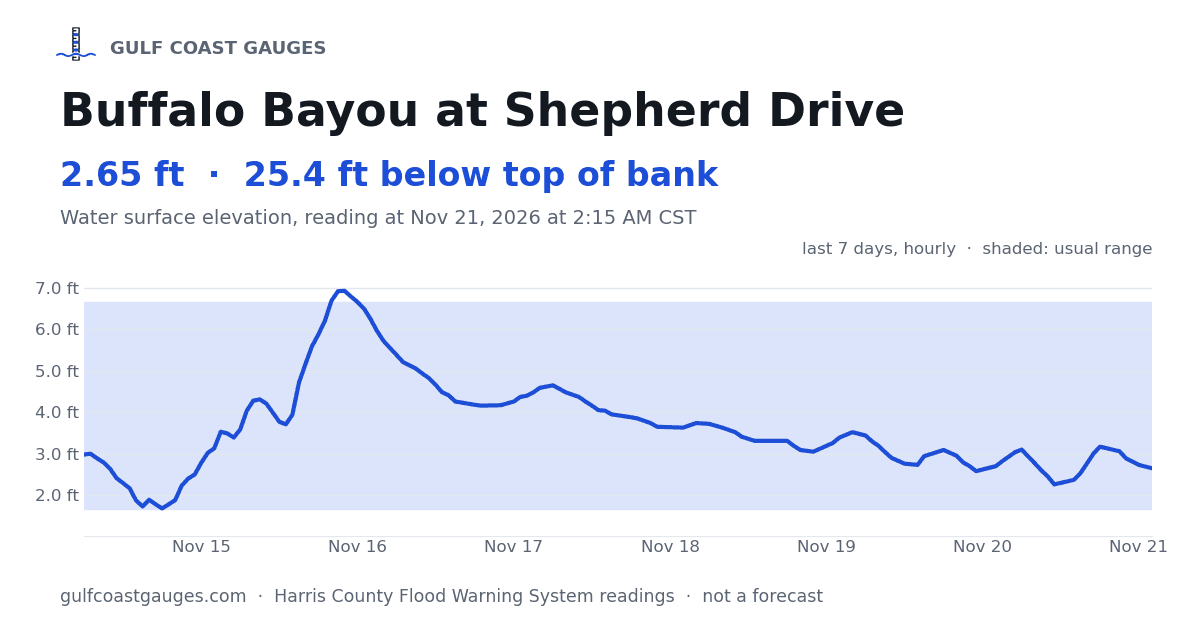 GULF COAST GAUGES
Buffalo Bayou at Shepherd Drive
2.65 ft · 25.4 ft below top of bank
Water surface elevation, reading at Nov 21, 2026 at 2:15 AM CST
last 7 days, hourly · shaded: usual range
7.0 ft
6.0 ft
5.0 ft
4.0 ft
3.0 ft
2.0 ft
Nov 15 Nov 16 Nov 17 Nov 18 Nov 19 Nov 20 Nov 21
gulfcoastgauges.com · Harris County Flood Warning System readings · not a forecast